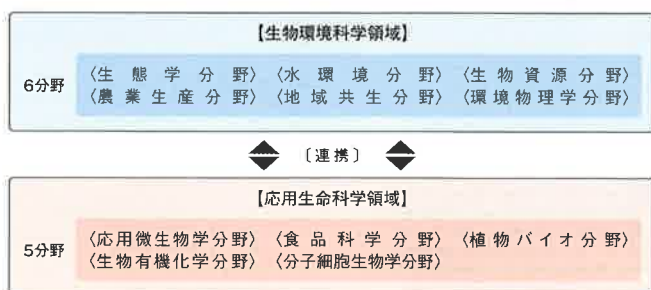 【生物環境科学領域】
6分野
〈生態学分野〉〈水環境分野〉〈生物資源分野〉
〈農業生産分野〉〈地域共生分野〉〈環境物理学分野〉
〔連携〕
【応用生命科学領域】
5分野
〈応用微生物学分野〉〈食品科学分野〉〈植物バイオ分野〉
〈生物有機化学分野〉〈分子細胞生物学分野〉